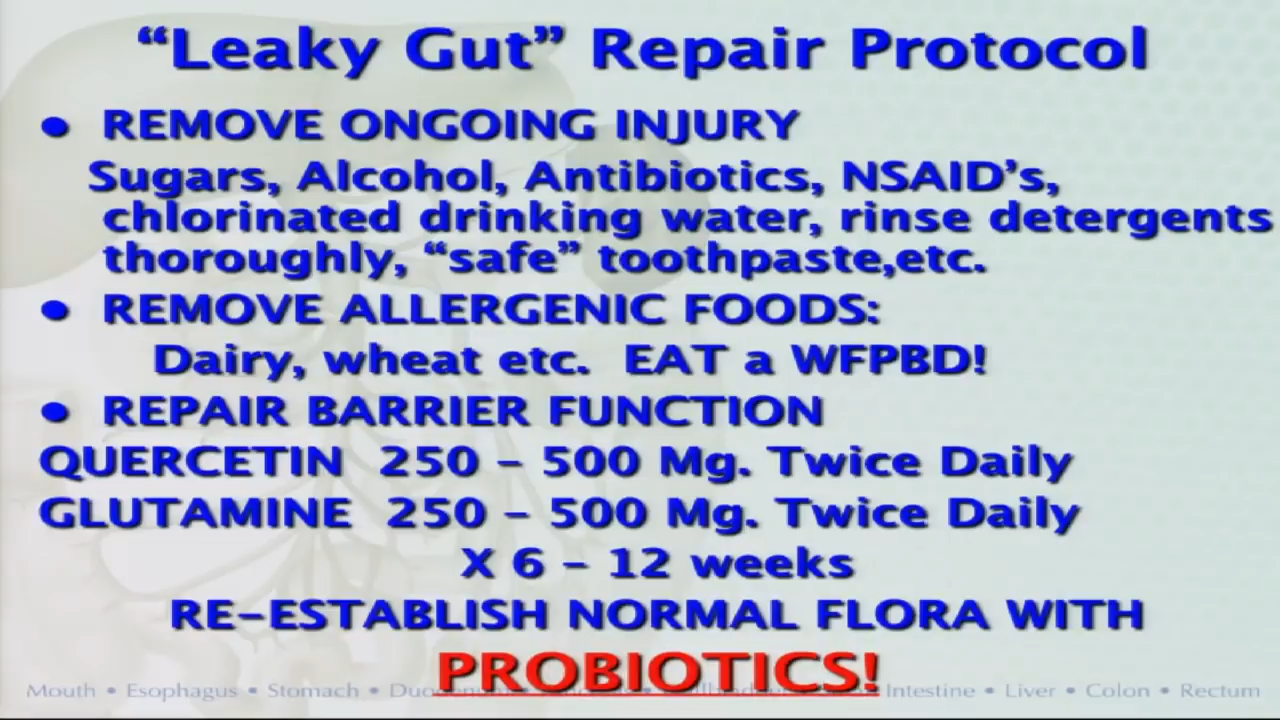 “Leaky Gut” Repair Protocol
• REMOVE ONGOING INJURY
Sugars, Alcohol, Antibiotics, NSAID’s,
chlorinated drinking water, rinse detergents
thoroughly, “safe” toothpaste,etc.
• REMOVE ALLERGENIC FOODS:
Dairy, wheat etc. EAT a WFPBD!
• REPAIR BARRIER FUNCTION
QUERCETIN 250 – 500 Mg. Twice Daily
GLUTAMINE 250 – 500 Mg. Twice Daily
X 6 – 12 weeks
RE-ESTABLISH NORMAL FLORA WITH
PROBIOTICS!
Mouth • Esophagus • Stomach • Intestine • Liver • Colon • Rectum